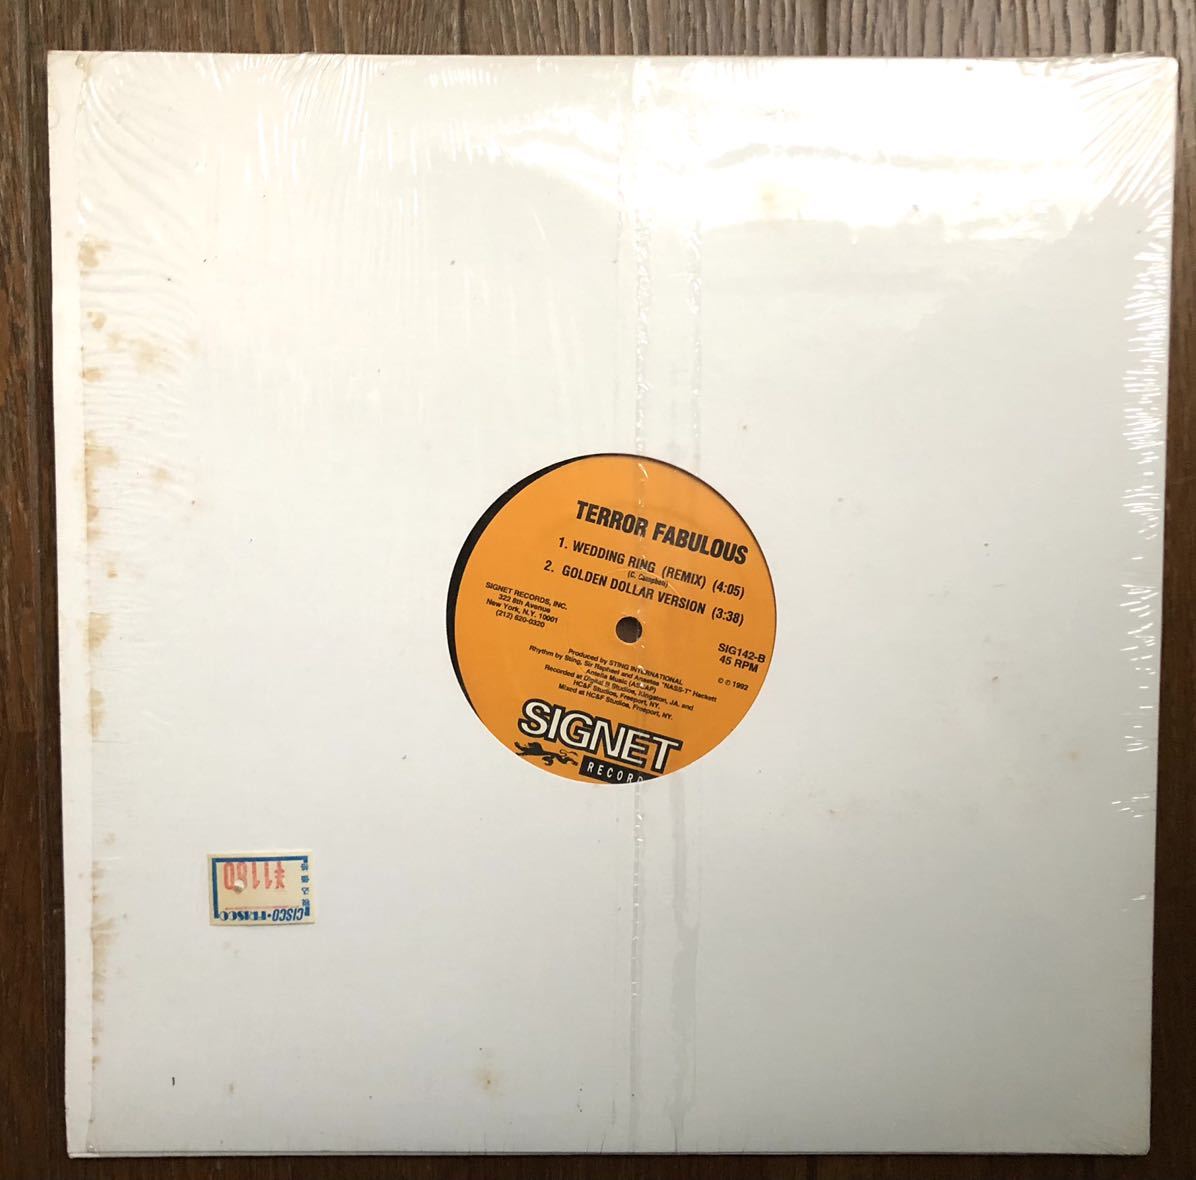 TERROR FABULOUS
1. WEDDING RING (REMIX) (4:05)
(C. Campbell)
2. GOLDEN DOLLAR VERSION (3:38)
SIGNET RECORDS, INC.
322 8th Avenue
New York, N.Y. 10001
(212) 620-0320
SIG142-B
45 RPM
© 1992
Produced by STING INTERNATIONAL
Rhythm by Sting, Sir Raphael and "NASS-T" Hackett
Antella Music (ASCAP)
Recorded at Digital B Studios, Kingston, JA. and
HC&F Studios, Freeport, NY.
Mixed at HC&F Studios, Freeport, NY.
SIGNET
RECORD
¥1180
CISCO